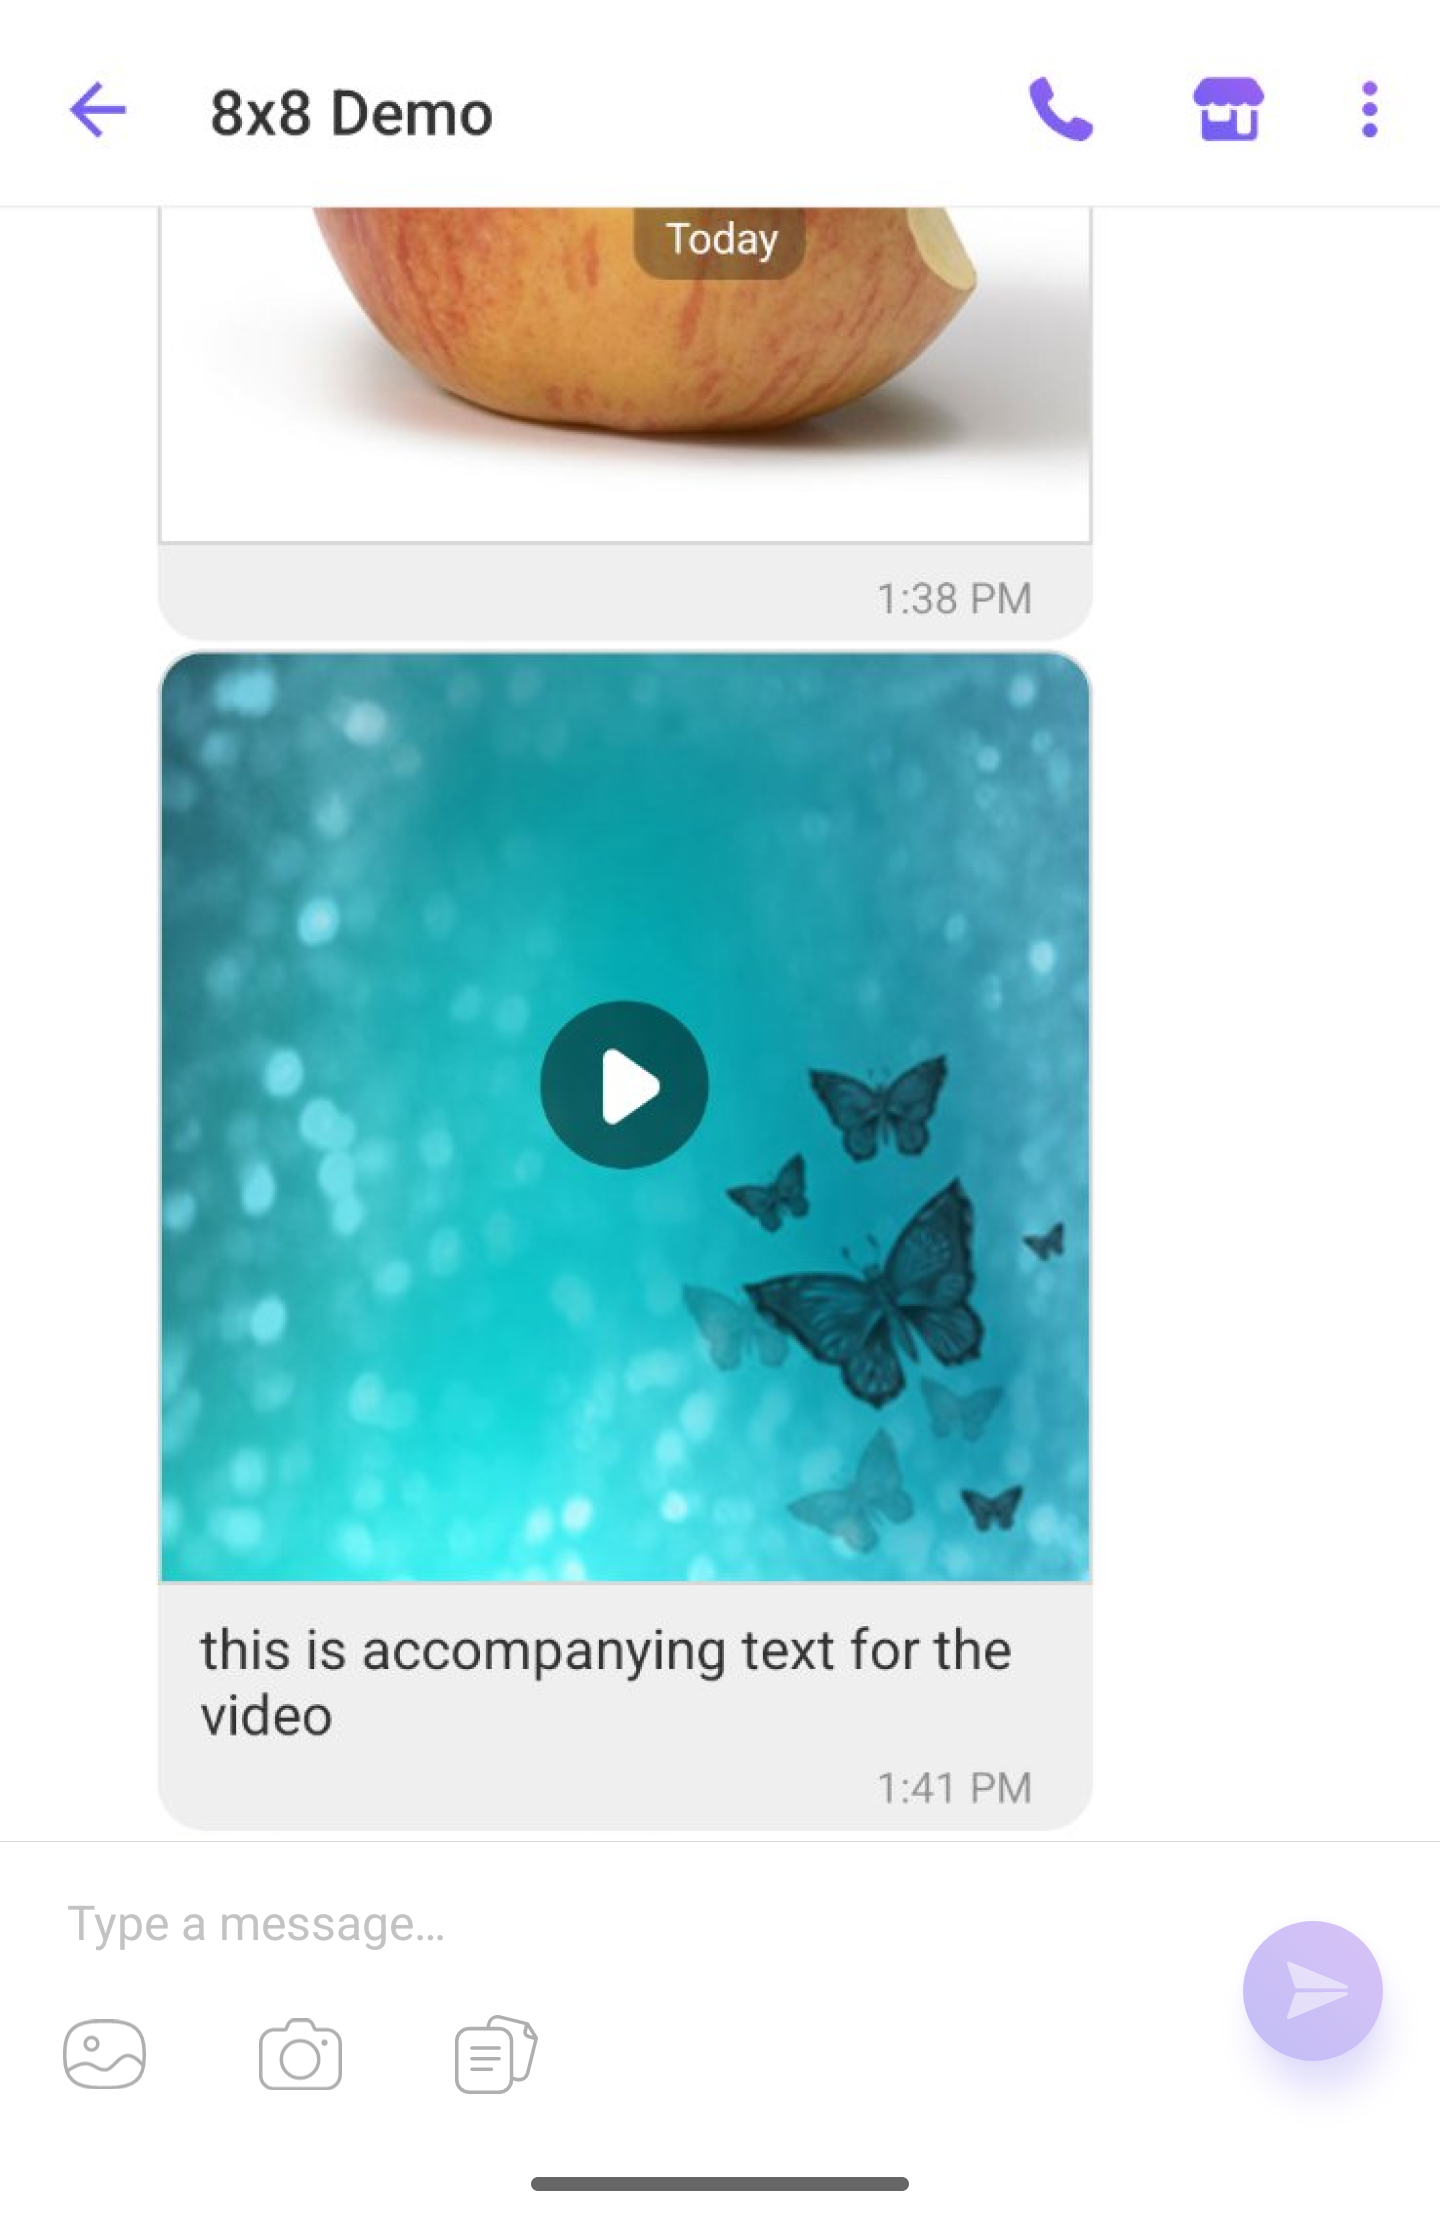 8x8 Demo
Today
1:38 PM
this is accompanying text for the
video
1:41 PM
Type a message...